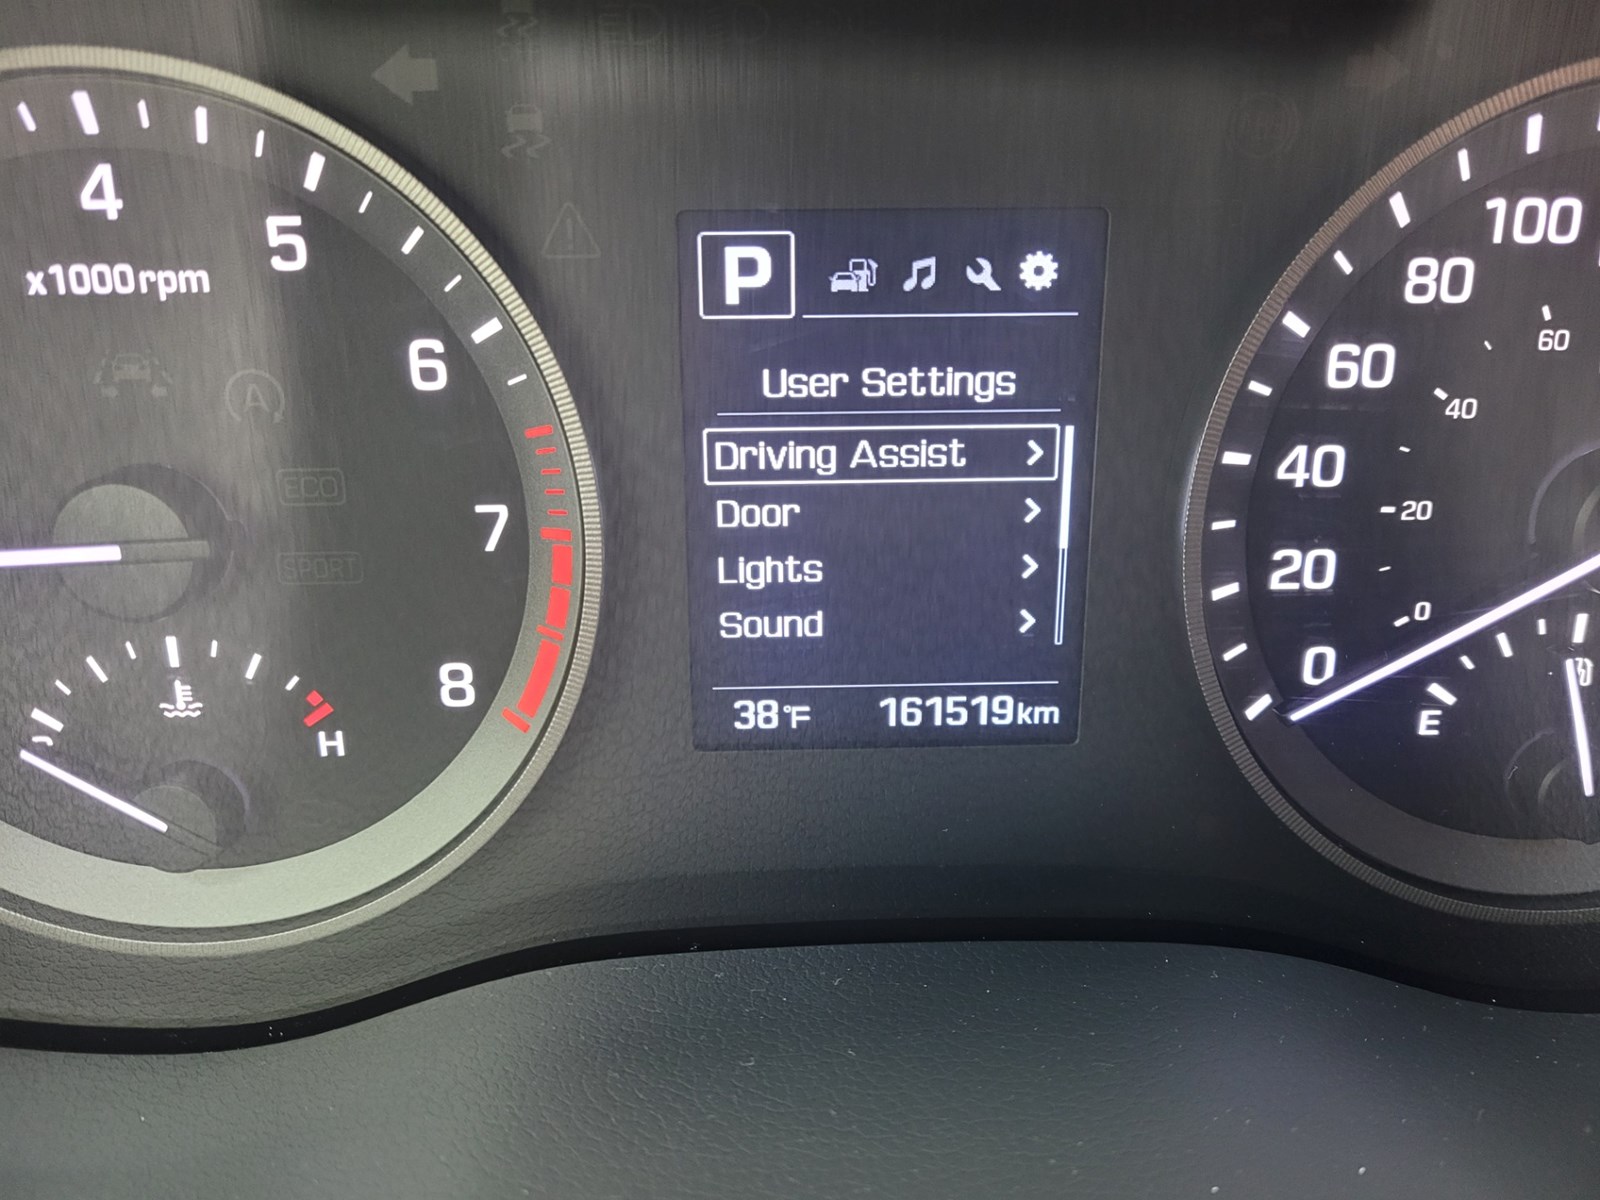 4
5
x1000rpm
6
7
8
H
A
ECO
SPORT
P
User Settings
Driving Assist
Door
Lights
Sound
38°F 161519km
100
80
60
40
20
0
60
40
20
0
E